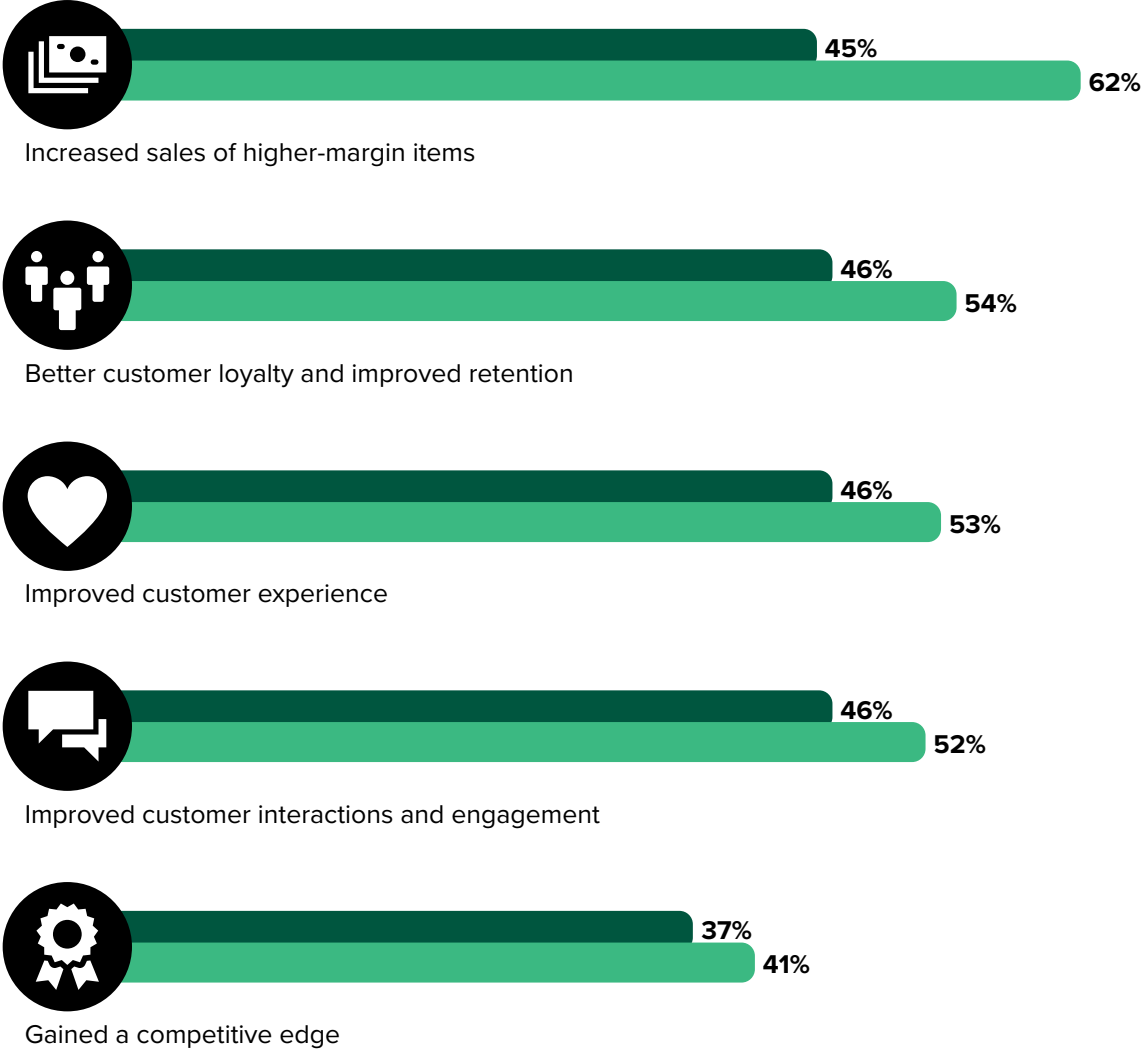 45%
62%
Increased sales of higher-margin items
46%
54%
Better customer loyalty and improved retention
46%
53%
Improved customer experience
46%
52%
Improved customer interactions and engagement
37%
41%
Gained a competitive edge